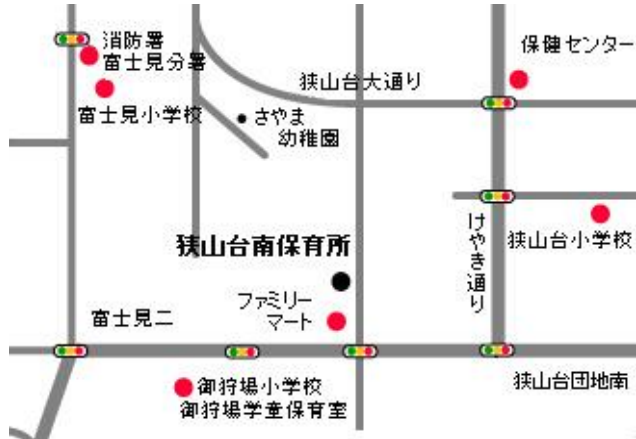 消防署
富士見分署
富士見小学校
保健センター
狭山台大通り
さやま
幼稚園
狭山台南保育所
けやき通り
狭山台小学校
ファミリー
マート
富士見二
狭山台団地南
御狩場小学校
御狩場学童保育室